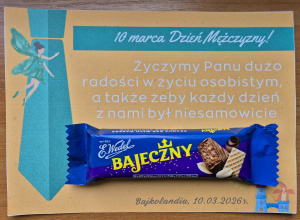 10 marca Dzień Mężczyzny!
Życzymy Panu dużo
radości w życiu osobistym,
a także żeby każdy dzień
z nami był niesamowicie
E. Wedel
BAJECZNY
Bajkolandia, 10.03.2026r.